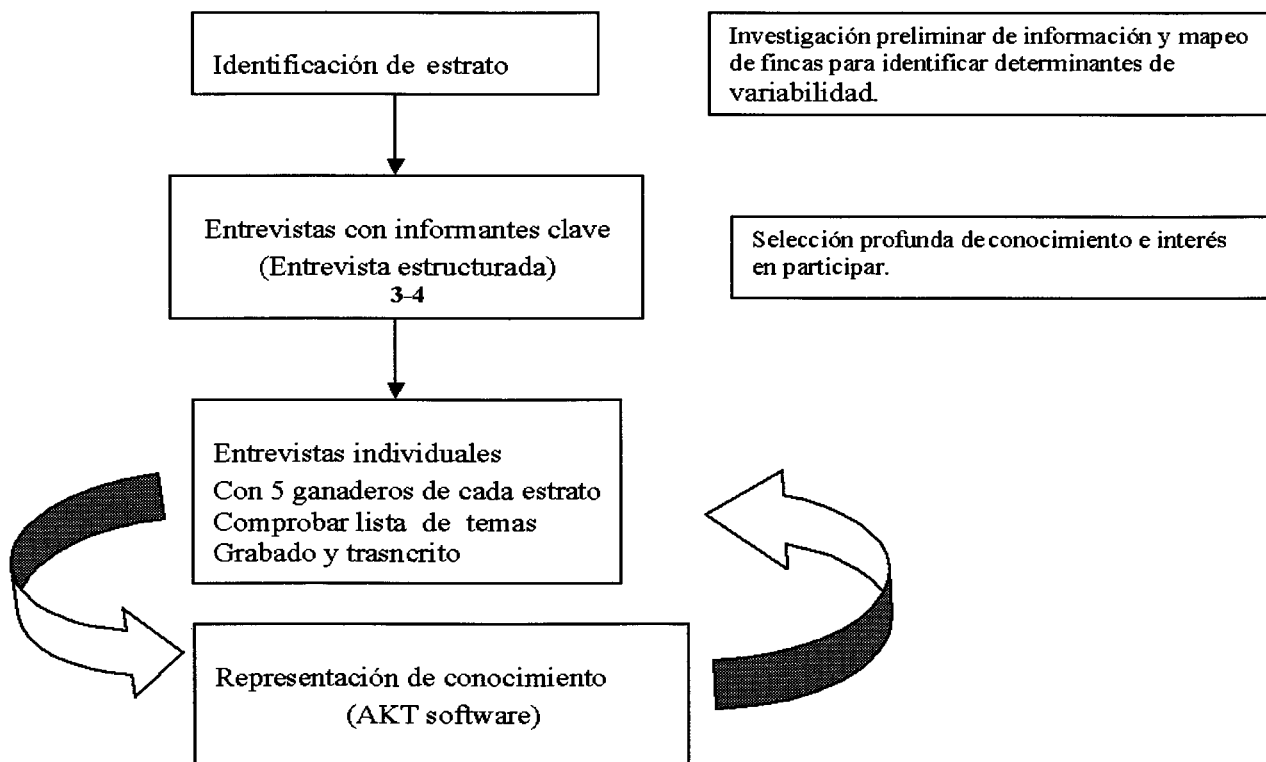 Identificación de estrato
Investigación preliminar de información y mapeo
de fincas para identificar determinantes de
variabilidad.
Entrevistas con informantes clave
(Entrevista estructurada)
3-4
Selección profunda de conocimiento e interés
en participar.
Entrevistas individuales
Con 5 ganaderos de cada estrato
Comprobar lista de temas
Grabado y trasncrito
Representación de conocimiento
(AKT software)